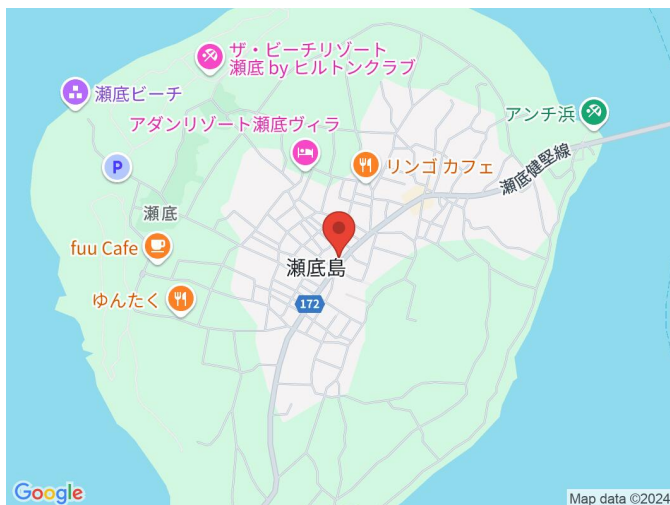 ザ・ビーチリゾート
瀬底 by ヒルトンクラブ
瀬底ビーチ
アダンリゾート瀬底ヴィラ
アンチ浜
P
リンゴ カフェ
瀬底健堅線
瀬底
fuu Cafe
瀬底島
ゆんたく
172
Google
Map data ©2024